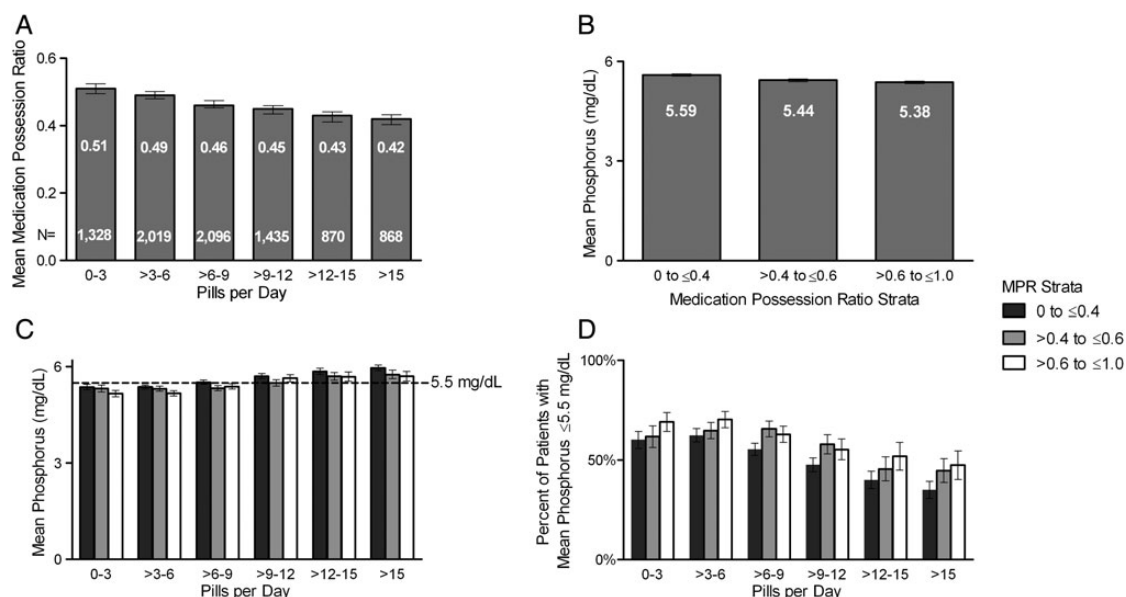 A
Mean Medication Possession Ratio
0.6
0.4
0.2
0.0
0.51 0.49 0.46 0.45 0.43 0.42
N= 1,328 2,019 2,096 1,435 870 868
0-3 >3-6 >6-9 >9-12 >12-15 >15
Pills per Day
B
Mean Phosphorus (mg/dL)
6
3
0
5.59 5.44 5.38
0 to ≤0.4 >0.4 to ≤0.6 >0.6 to ≤1.0
Medication Possession Ratio Strata
MPR Strata
0 to ≤0.4
>0.4 to ≤0.6
>0.6 to ≤1.0
C
Mean Phosphorus (mg/dL)
6
3
0
5.5 mg/dL
0-3 >3-6 >6-9 >9-12 >12-15 >15
Pills per Day
D
Percent of Patients with
Mean Phosphorus ≤5.5 mg/dL
100%
50%
0%
0-3 >3-6 >6-9 >9-12 >12-15 >15
Pills per Day